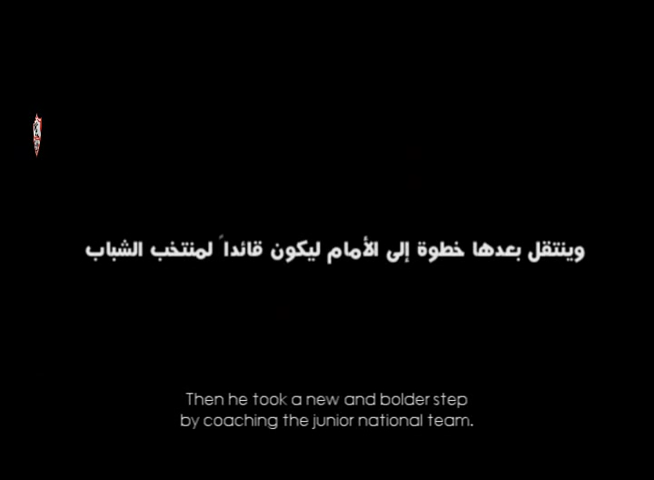 وينتقل بعدها خطوة إلى الأمام ليكون قائداً لمنتخب الشباب
Then he took a new and bolder step
by coaching the junior national team.